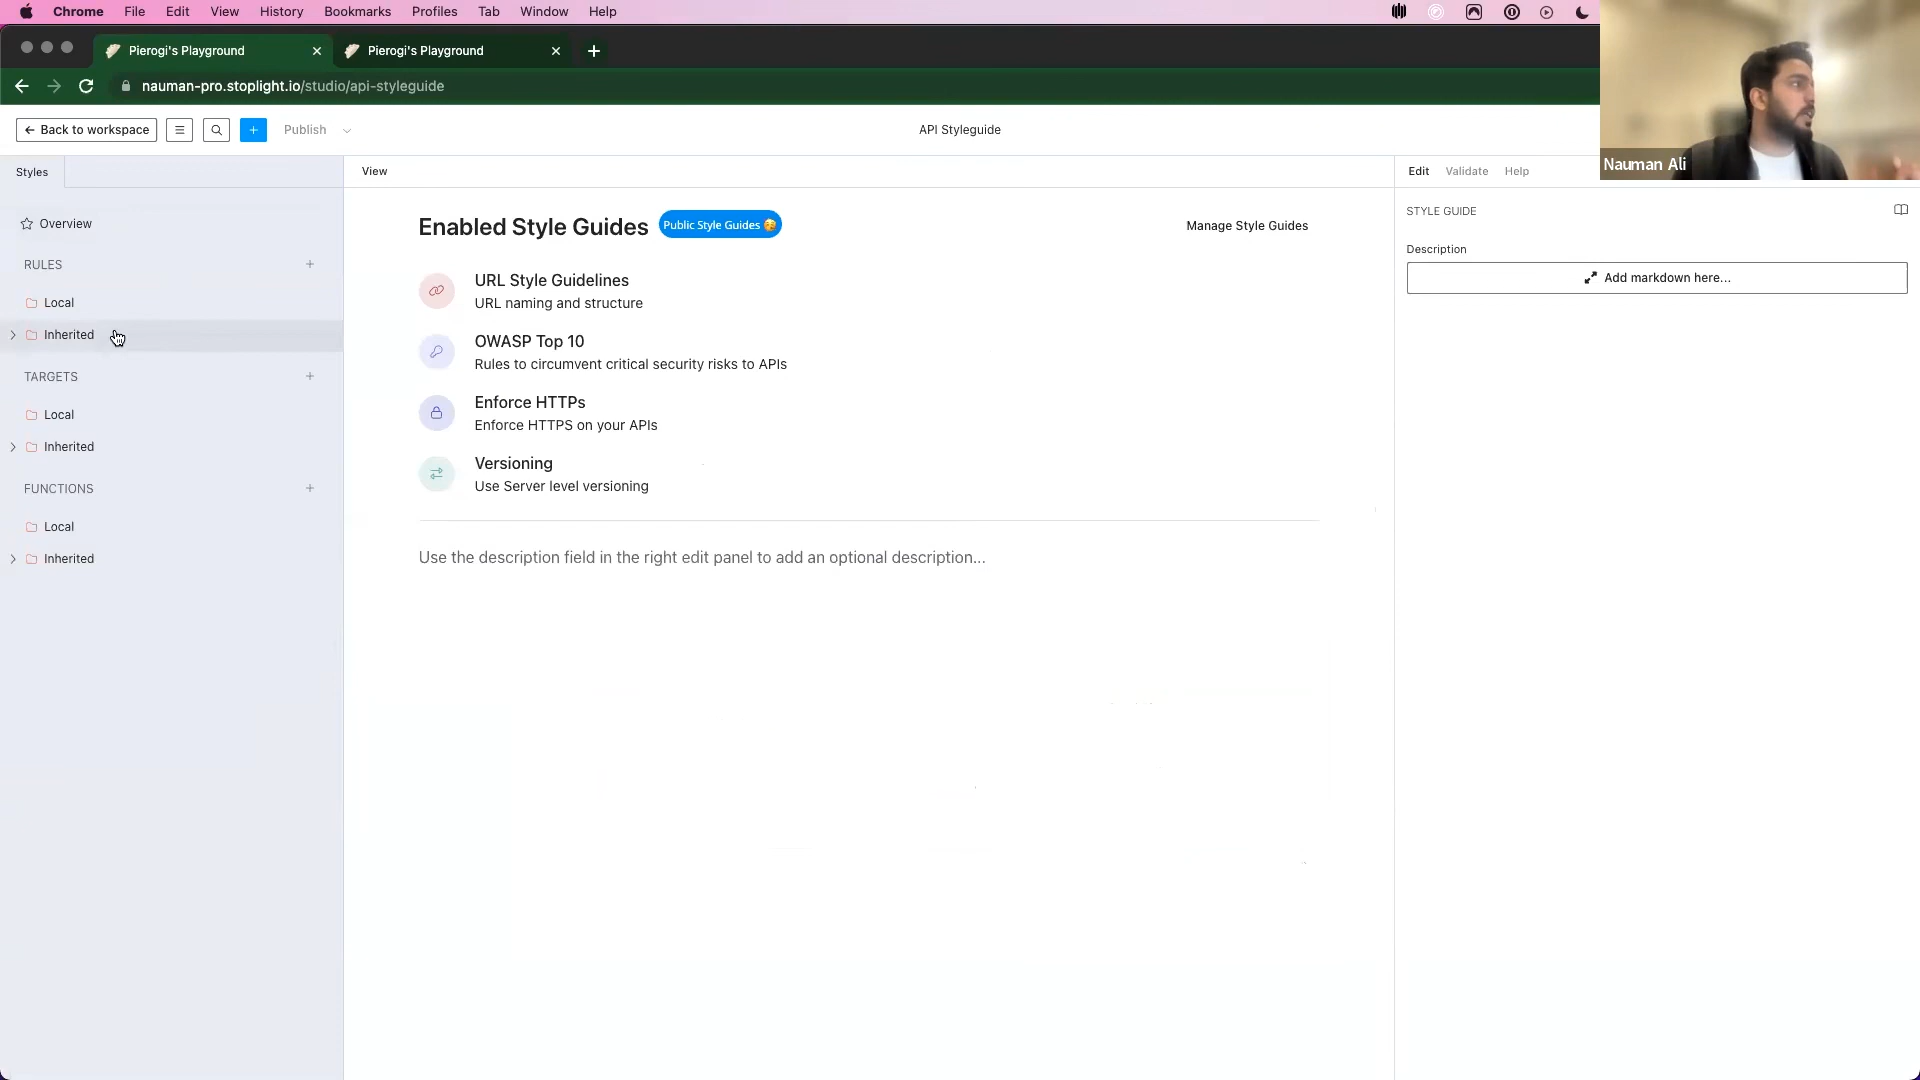 Chrome File Edit View History Bookmarks Profiles Tab Window Help
Pierogi's Playground
Pierogi's Playground
nauman-pro.stoplight.io/studio/api-styleguide
Back to workspace
Publish
API Styleguide
Nauman Ali
Styles
Overview
RULES
Local
Inherited
TARGETS
Local
Inherited
FUNCTIONS
Local
Inherited
View
Enabled Style Guides
Public Style Guides
Manage Style Guides
URL Style Guidelines
URL naming and structure
OWASP Top 10
Rules to circumvent critical security risks to APIs
Enforce HTTPs
Enforce HTTPS on your APIs
Versioning
Use Server level versioning
Use the description field in the right edit panel to add an optional description...
Edit Validate Help
STYLE GUIDE
Description
Add markdown here...